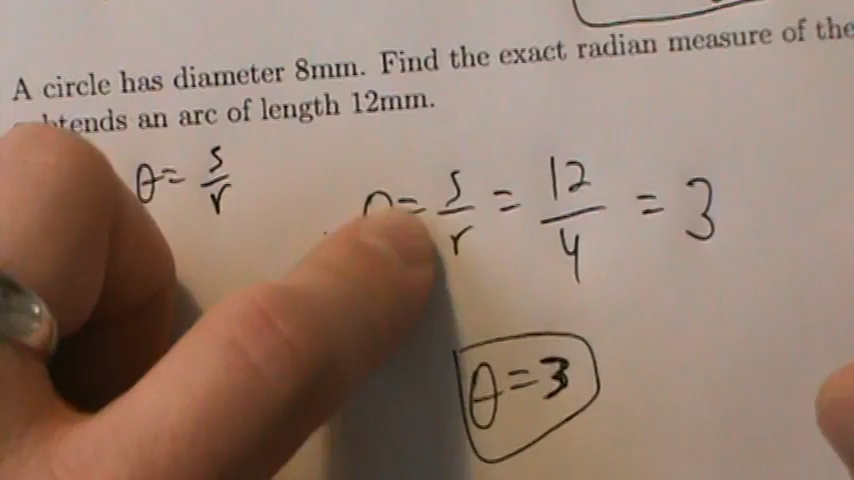 A circle has diameter 8mm. Find the exact radian measure of the
an arc of length 12mm.
θ = s/r
= s/r = 12/4 = 3
θ = 3